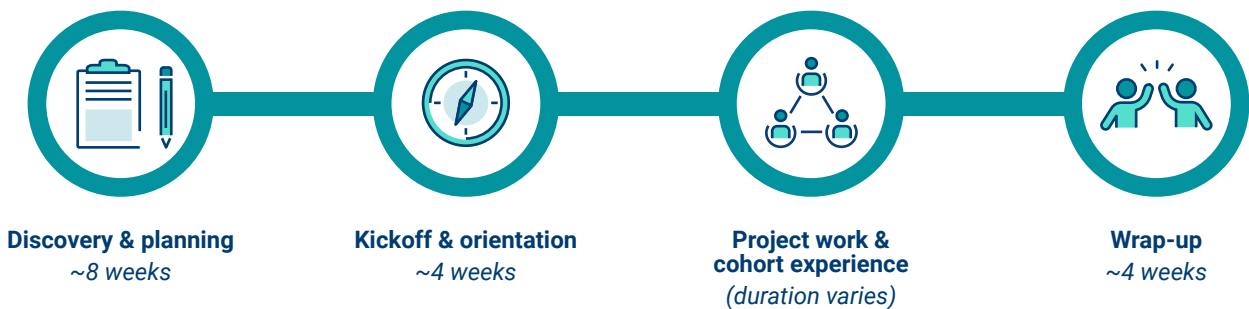 Discovery & planning
~8 weeks
Kickoff & orientation
~4 weeks
Project work &
cohort experience
(duration varies)
Wrap-up
~4 weeks